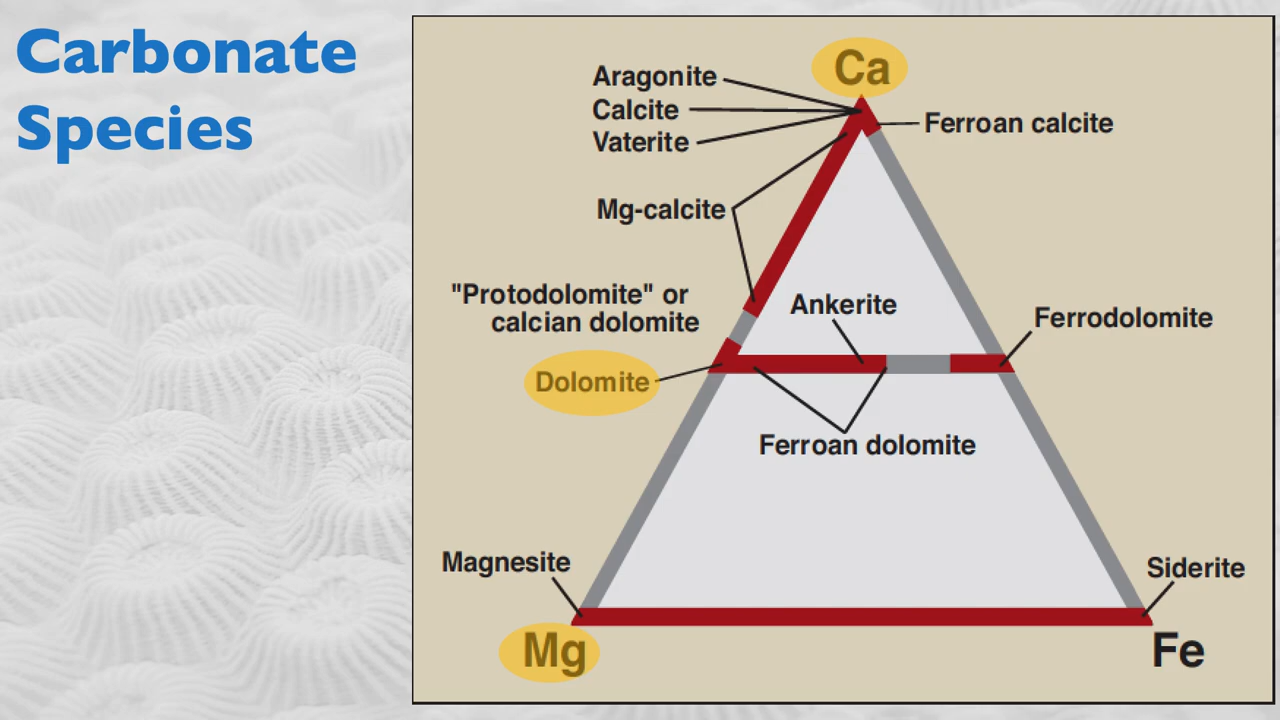 Carbonate
Species
Ca
Aragonite
Calcite
Vaterite
Ferroan calcite
Mg-calcite
"Protodolomite" or
calcian dolomite
Ankerite
Ferrodolomite
Dolomite
Ferroan dolomite
Magnesite
Siderite
Mg
Fe